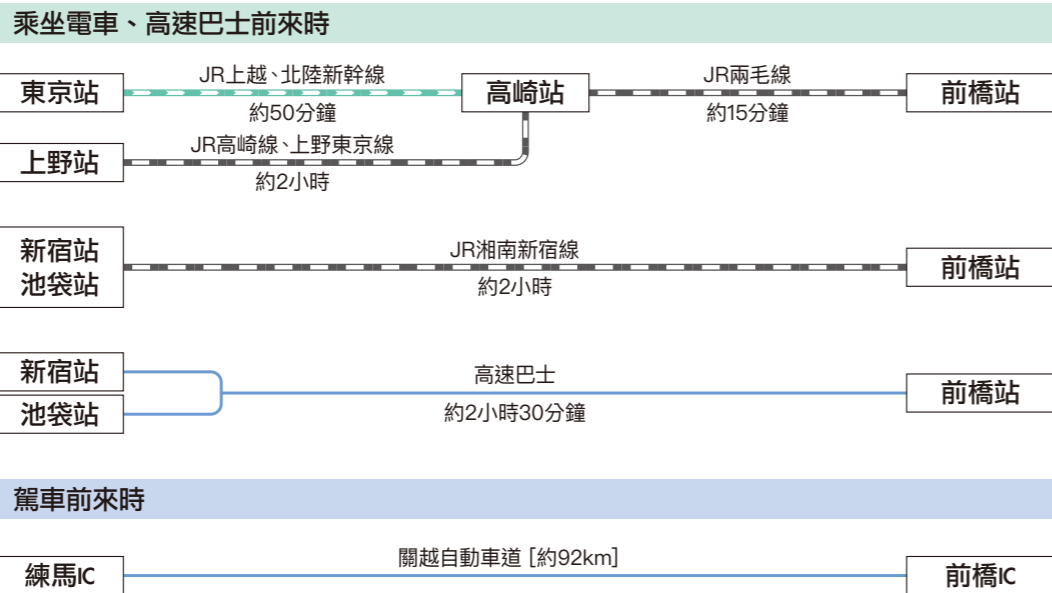 乘坐電車、高速巴士前來時
東京站
JR上越、北陸新幹線
約50分鐘
高崎站
JR兩毛線
約15分鐘
前橋站
上野站
JR高崎線、上野東京線
約2小時
新宿站
池袋站
JR湘南新宿線
約2小時
前橋站
新宿站
池袋站
高速巴士
約2小時30分鐘
前橋站
駕車前來時
練馬IC
關越自動車道 [約92km]
前橋IC